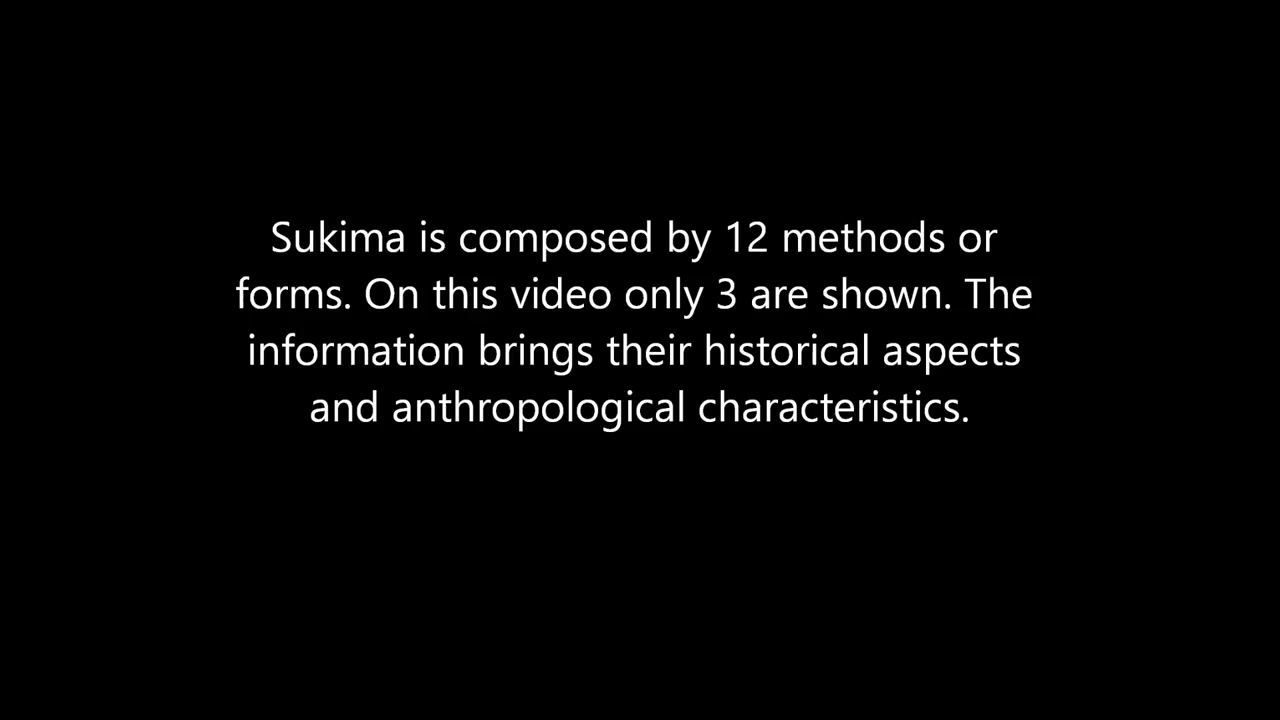 Sukima is composed by 12 methods or
forms. On this video only 3 are shown. The
information brings their historical aspects
and anthropological characteristics.